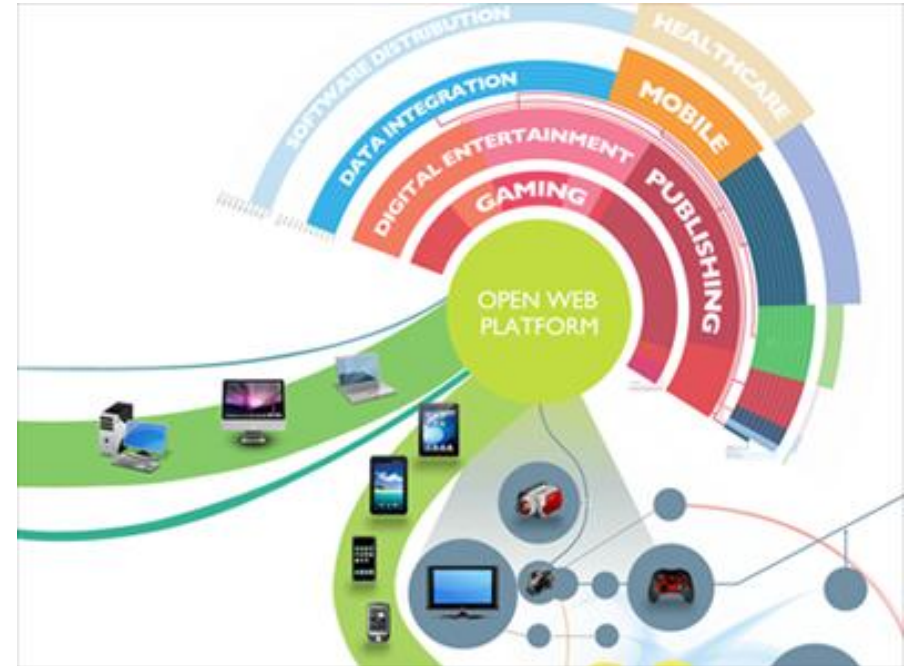 SOFTWARE DISTRIBUTION
HEALTHCARE
DATA INTEGRATION
MOBILE
DIGITAL ENTERTAINMENT
PUBLISHING
GAMING
OPEN WEB
PLATFORM